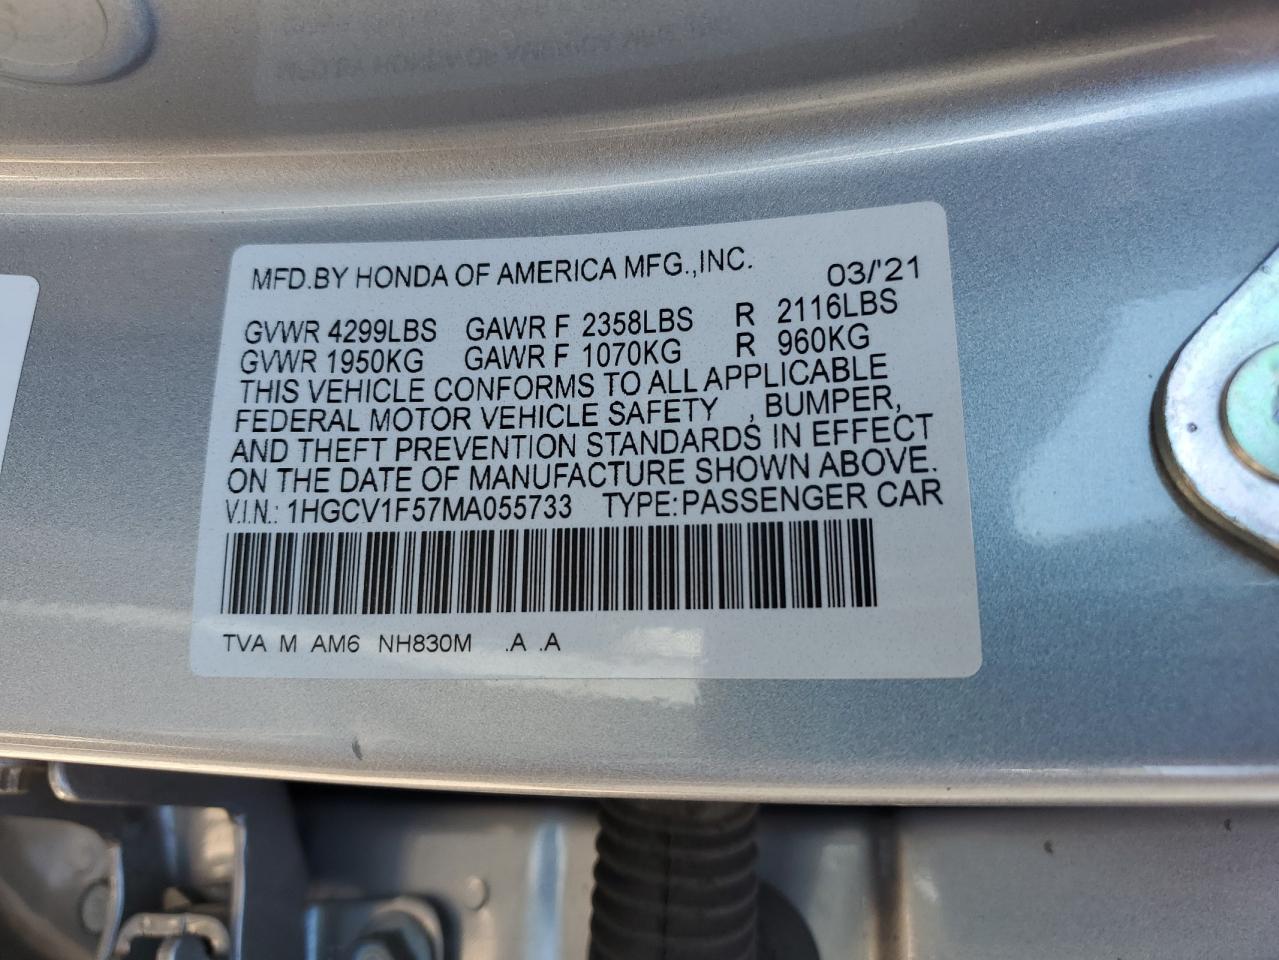 MFD.BY HONDA OF AMERICA MFG.,INC. 03/'21
GVWR 4299LBS GAWR F 2358LBS R 2116LBS
GVWR 1950KG GAWR F 1070KG R 960KG
THIS VEHICLE CONFORMS TO ALL APPLICABLE
FEDERAL MOTOR VEHICLE SAFETY , BUMPER,
AND THEFT PREVENTION STANDARDS IN EFFECT
ON THE DATE OF MANUFACTURE SHOWN ABOVE.
V.I.N.: 1HGCV1F57MA055733 TYPE:PASSENGER CAR
TVA M AM6 NH830M .A .A